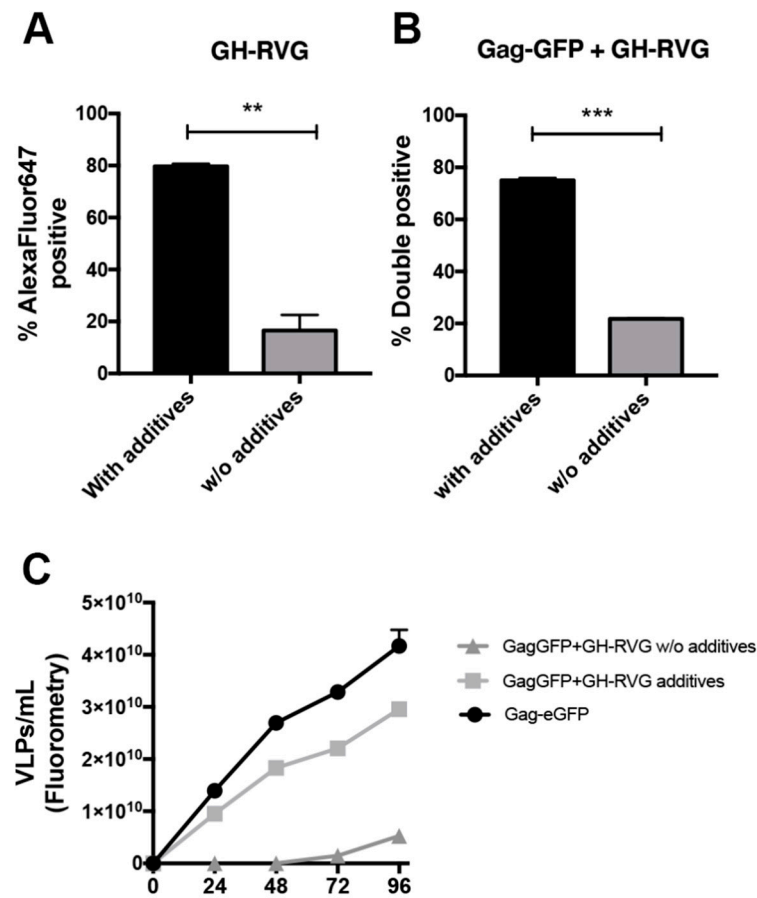 A
GH-RVG
**
100
80
60
40
20
0
% AlexaFluor647
positive
With additives
w/o additives
B
Gag-GFP + GH-RVG
***
100
80
60
40
20
0
% Double positive
with additives
w/o additives
C
5×10¹⁰
4×10¹⁰
3×10¹⁰
2×10¹⁰
1×10¹⁰
0
VLPs/mL
(Fluorometry)
0 24 48 72 96
GagGFP+GH-RVG w/o additives
GagGFP+GH-RVG additives
Gag-eGFP